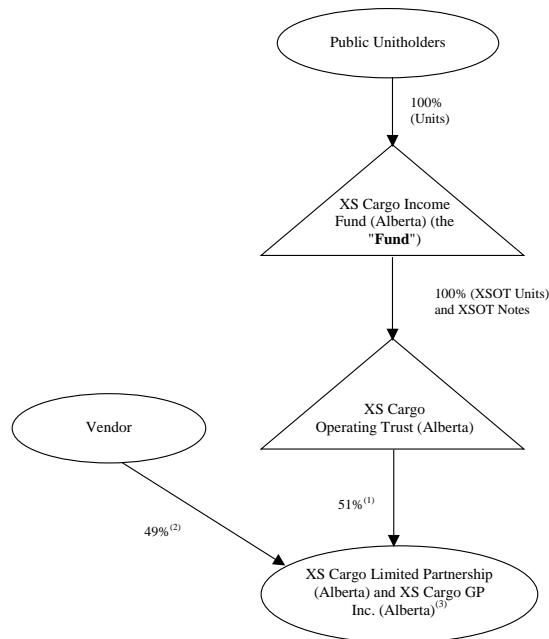 Public Unitholders
100%
(Units)
XS Cargo Income
Fund (Alberta) (the
"Fund")
100% (XSOT Units)
and XSOT Notes
XS Cargo
Operating Trust (Alberta)
Vendor
51%(1)
49%(2)
XS Cargo Limited Partnership
(Alberta) and XS Cargo GP
Inc. (Alberta)(3)